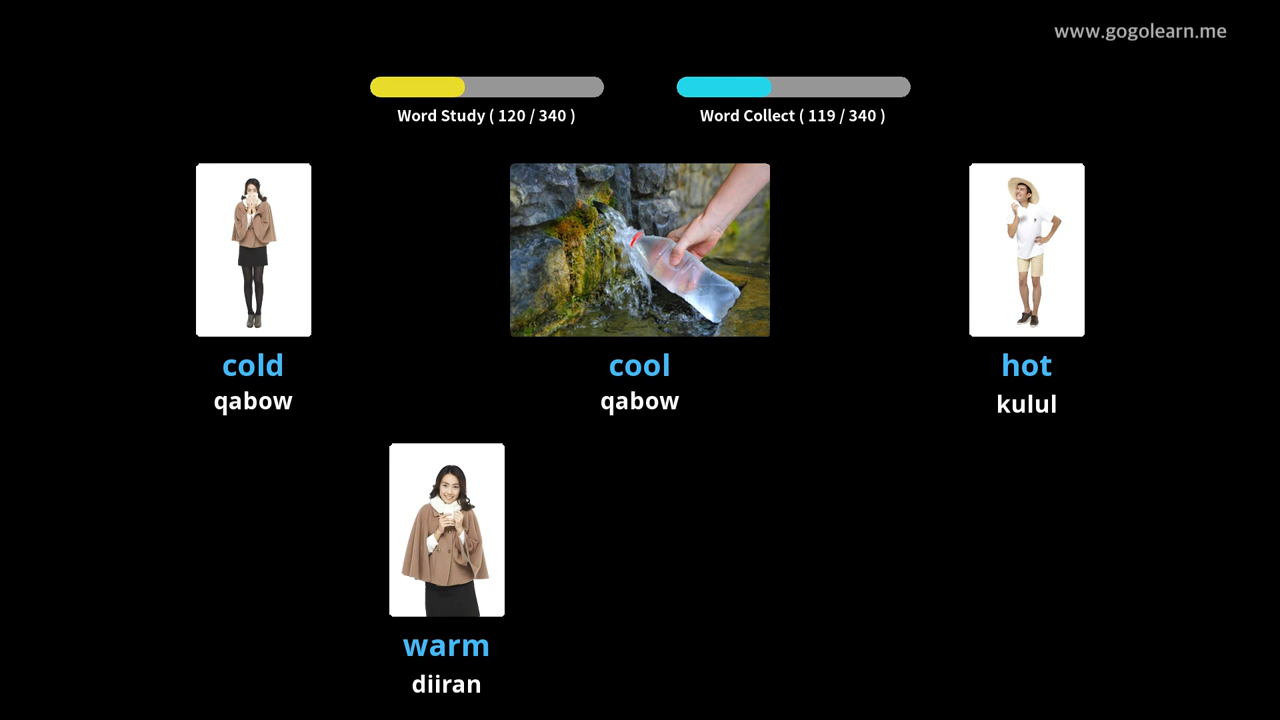 www.gogolearn.me
Word Study ( 120 / 340 )
Word Collect ( 119 / 340 )
cold
qabow
cool
qabow
hot
kulul
warm
diiran